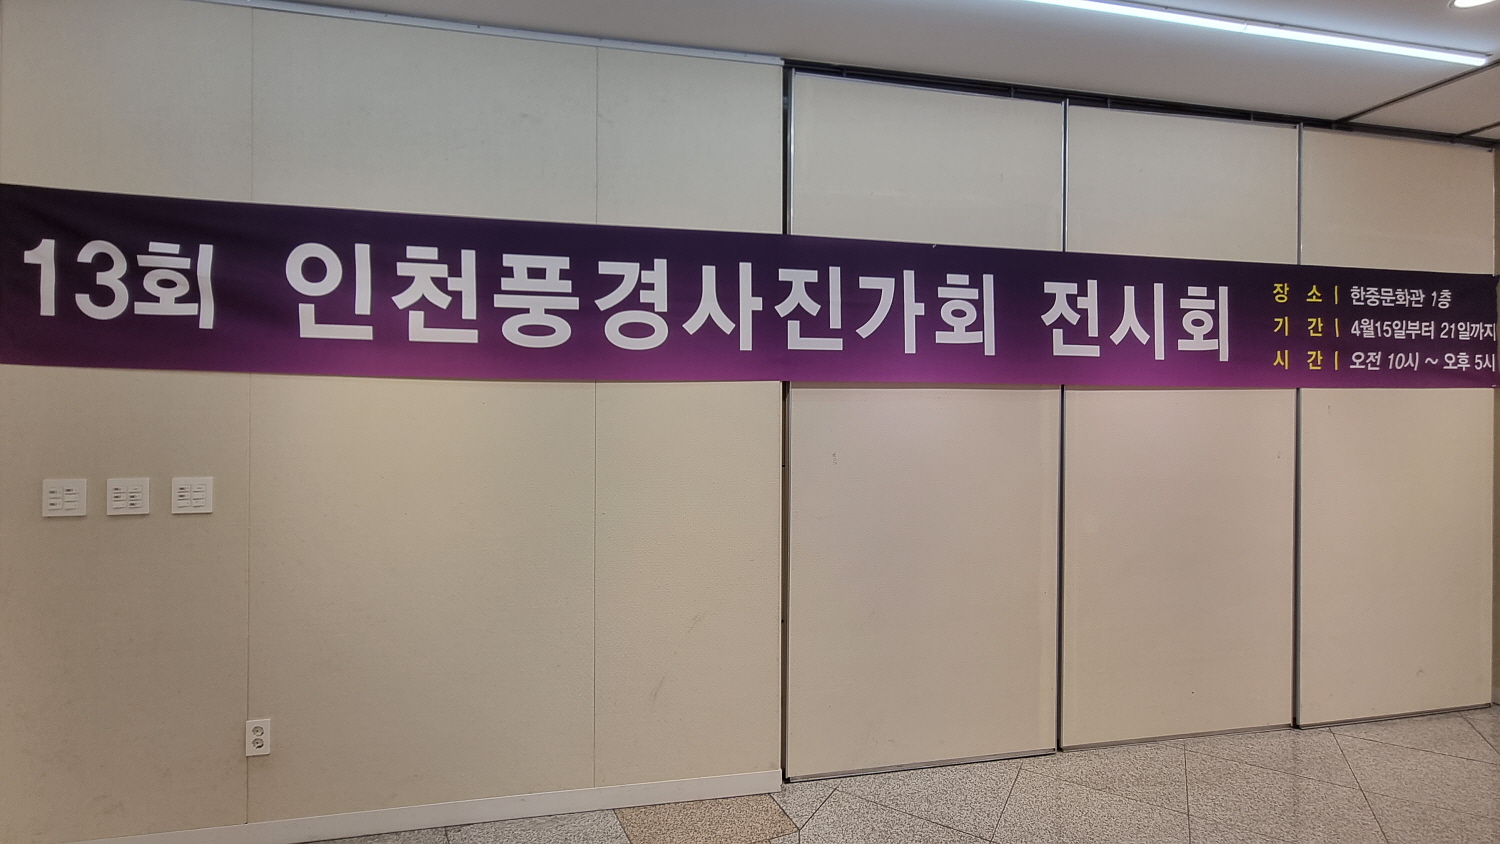 13회 인천풍경사진가회 전시회
장 소 | 한중문화관 1층
기 간 | 4월15일부터 21일까지
시 간 | 오전 10시 ~ 오후 5시